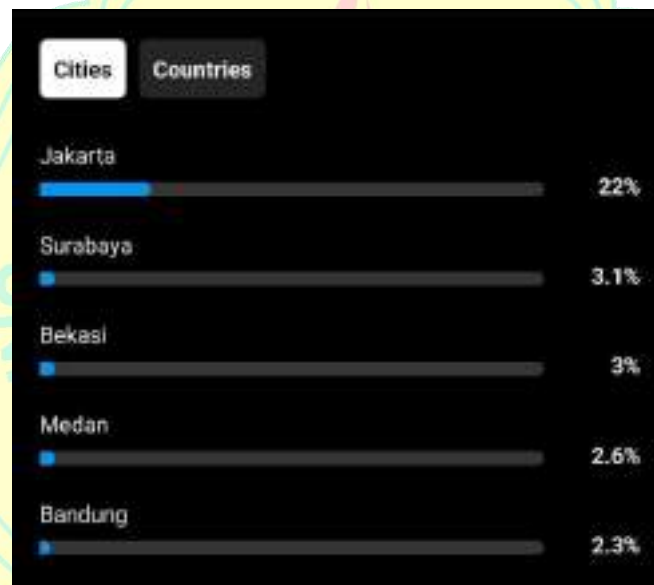 Cities Countries
Jakarta
22%
Surabaya
3.1%
Bekasi
3%
Medan
2.6%
Bandung
2.3%